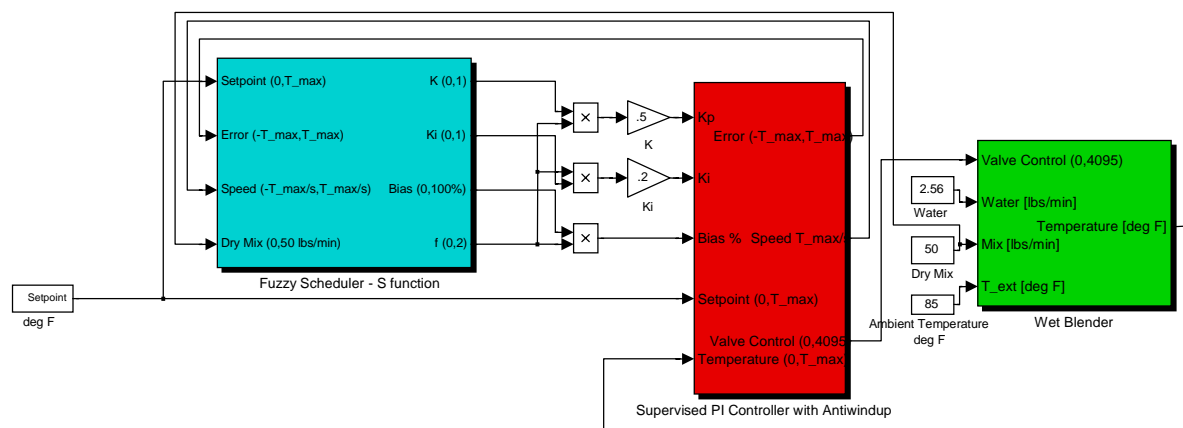 Setpoint (0,T_max)
Error (-T_max,T_max)
Speed (-T_max/s,T_max/s)
Dry Mix (0,50 lbs/min)
K (0,1)
Ki (0,1)
Bias (0,100%)
f (0,2)
Fuzzy Scheduler - S function
Setpoint
deg F
×
×
×
.5
K
.2
Ki
Kp
Ki
Bias %
Setpoint (0,T_max)
Temperature (0,T_max)
Error (-T_max,T_max)
Speed T_max/s
Valve Control (0,4095)
Supervised PI Controller with Antiwindup
2.56
Water
50
Dry Mix
85
Ambient Temperature
deg F
Valve Control (0,4095)
Water [lbs/min]
Mix [lbs/min]
T_ext [deg F]
Temperature [deg F]
Wet Blender